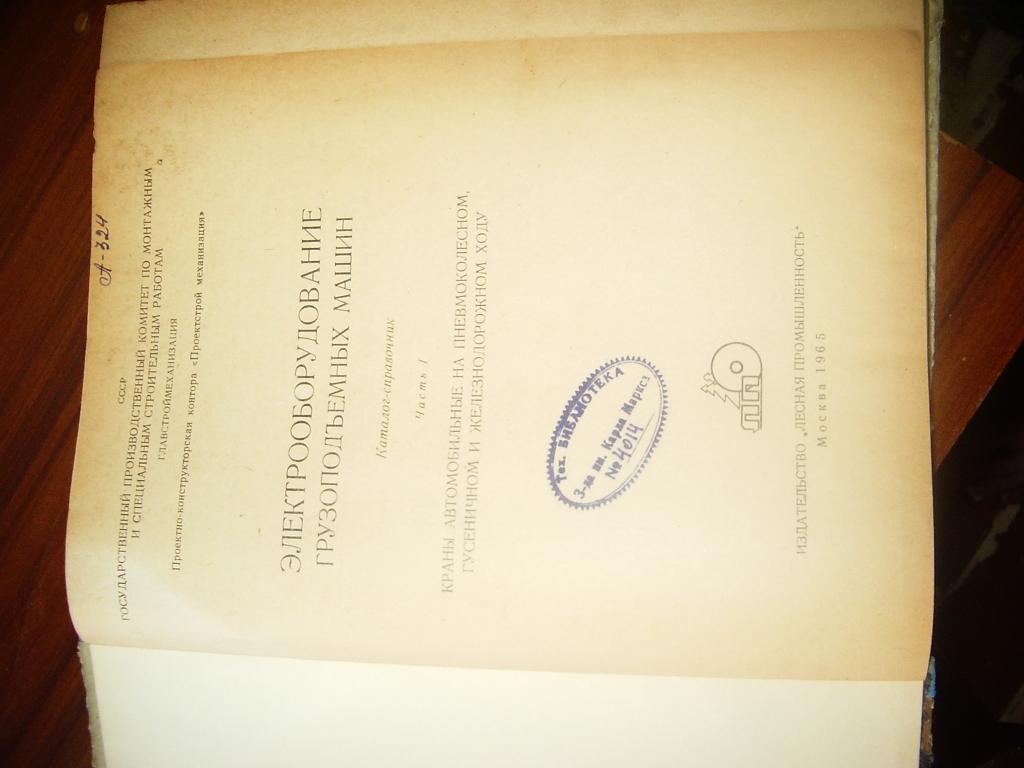 А-324
СССР
ГОСУДАРСТВЕННЫЙ ПРОИЗВОДСТВЕННЫЙ КОМИТЕТ ПО МОНТАЖНЫМ
И СПЕЦИАЛЬНЫМ СТРОИТЕЛЬНЫМ РАБОТАМ
ГЛАВСТРОЙМЕХАНИЗАЦИЯ
Проектно-конструкторская контора «Проектстрой механизация»
ЭЛЕКТРООБОРУДОВАНИЕ
ГРУЗОПОДЪЕМНЫХ МАШИН
Каталог-справочник
Часть I
КРАНЫ АВТОМОБИЛЬНЫЕ НА ПНЕВМОКОЛЕСНОМ,
ГУСЕНИЧНОМ И ЖЕЛЕЗНОДОРОЖНОМ ХОДУ
Тех. БИБЛИОТЕКА
З-да им. Карла Маркса
№ 4014
ЛП
ИЗДАТЕЛЬСТВО „ЛЕСНАЯ ПРОМЫШЛЕННОСТЬ"
Москва 1965